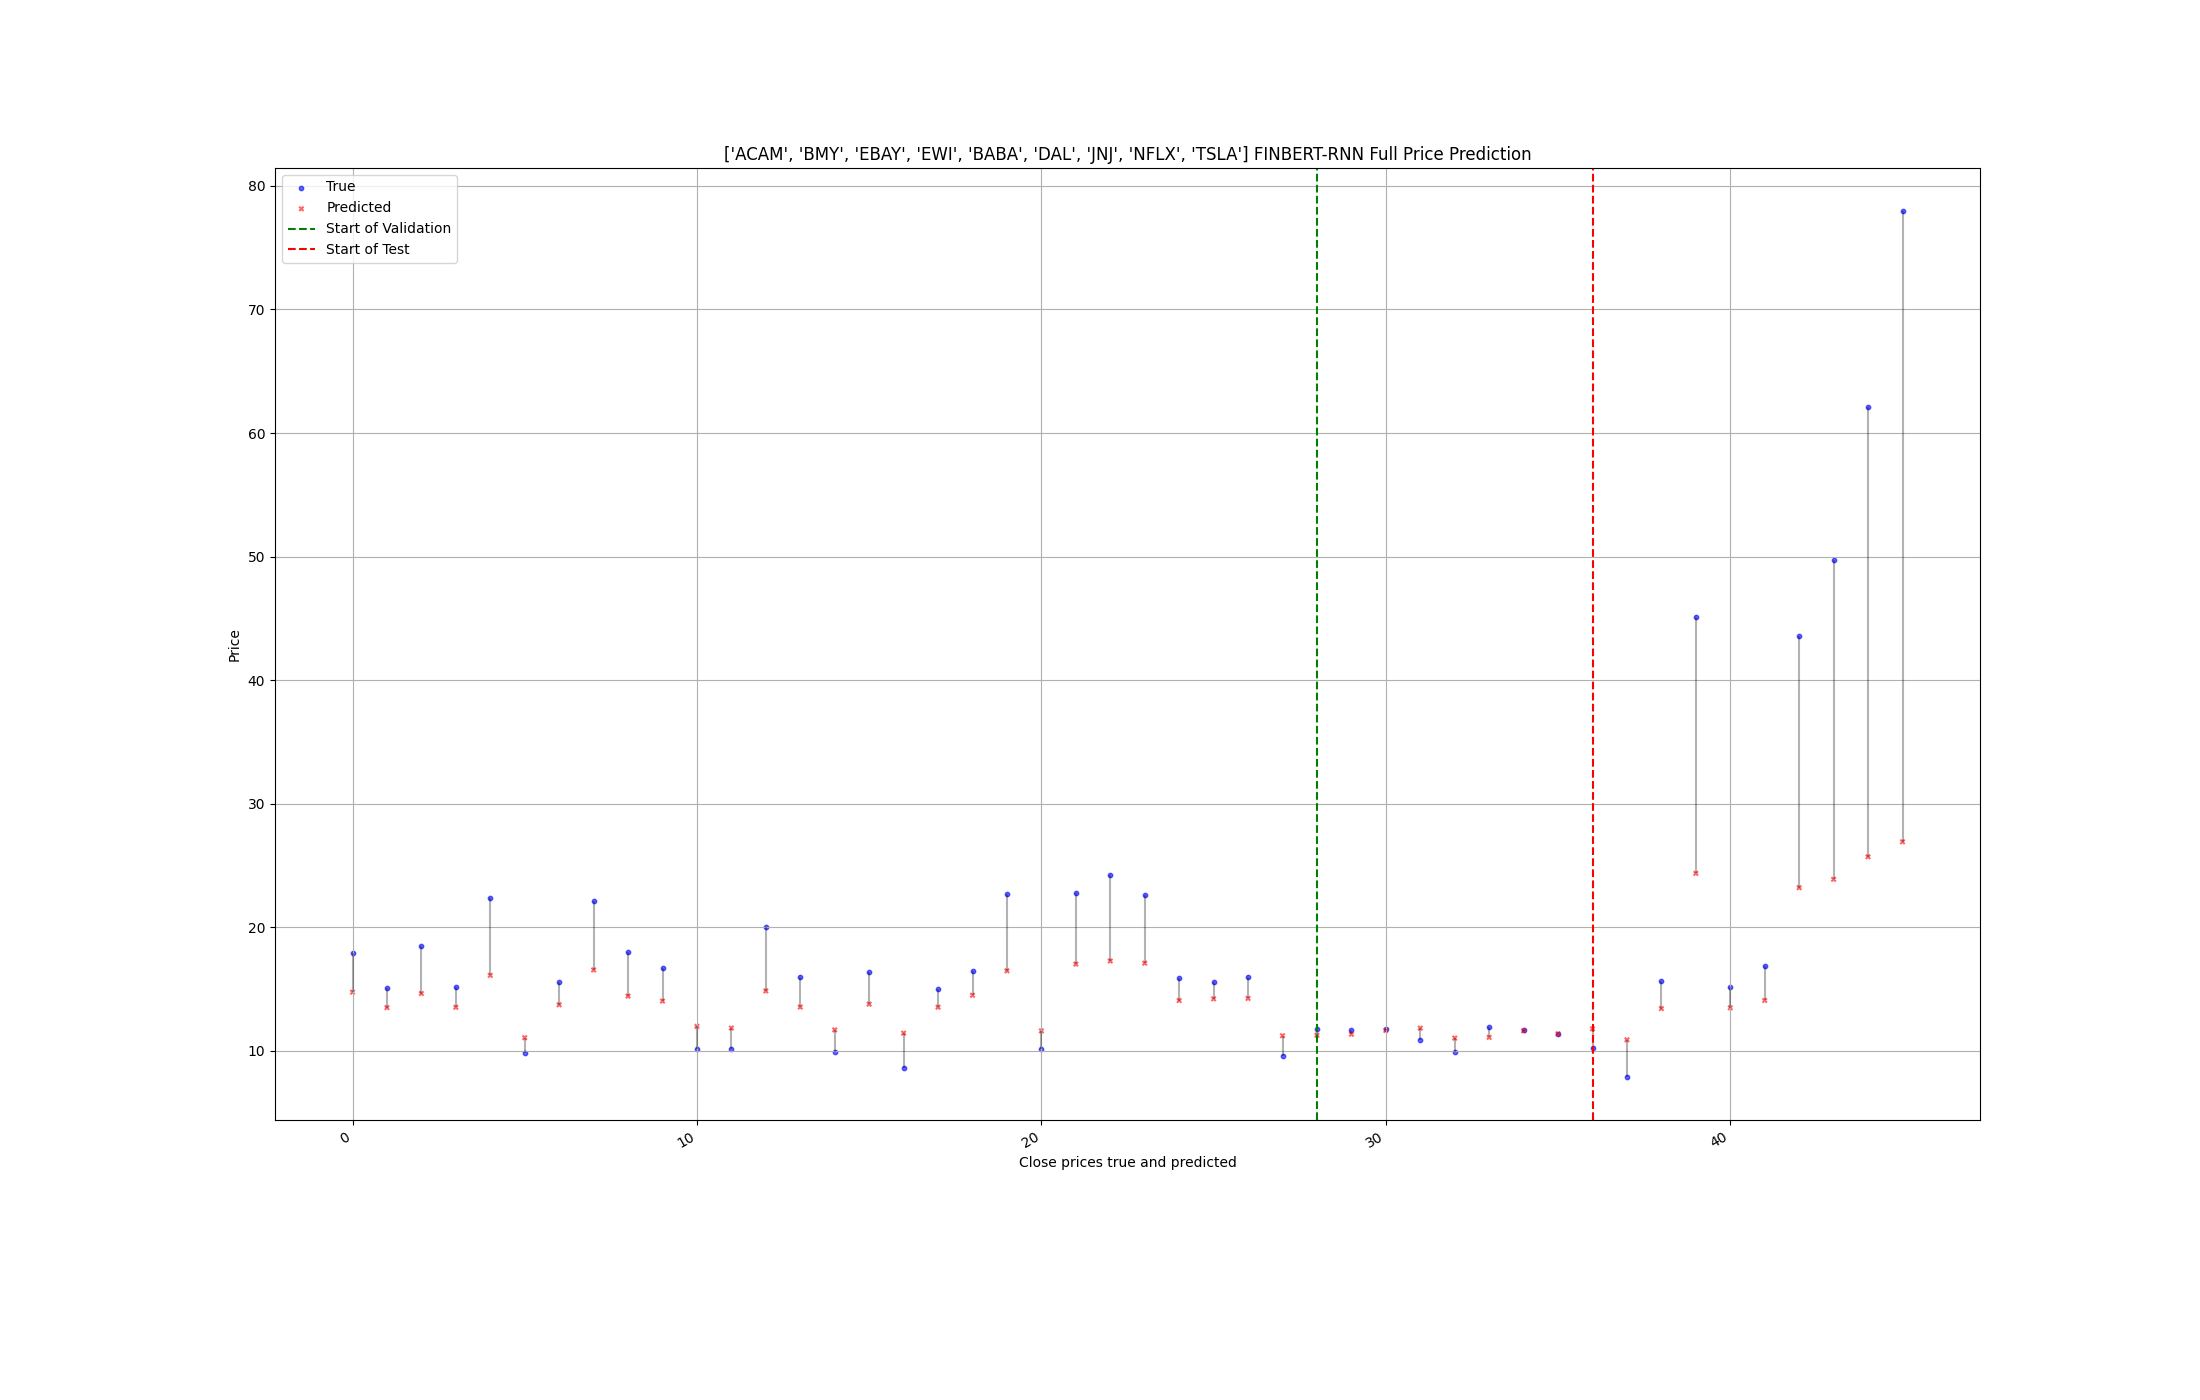 ['ACAM', 'BMY', 'EBAY', 'EWI', 'BABA', 'DAL', 'JNJ', 'NFLX', 'TSLA'] FINBERT-RNN Full Price Prediction
True
Predicted
Start of Validation
Start of Test
80
70
60
50
40
30
20
10
Price
0 10 20 30 40
Close prices true and predicted